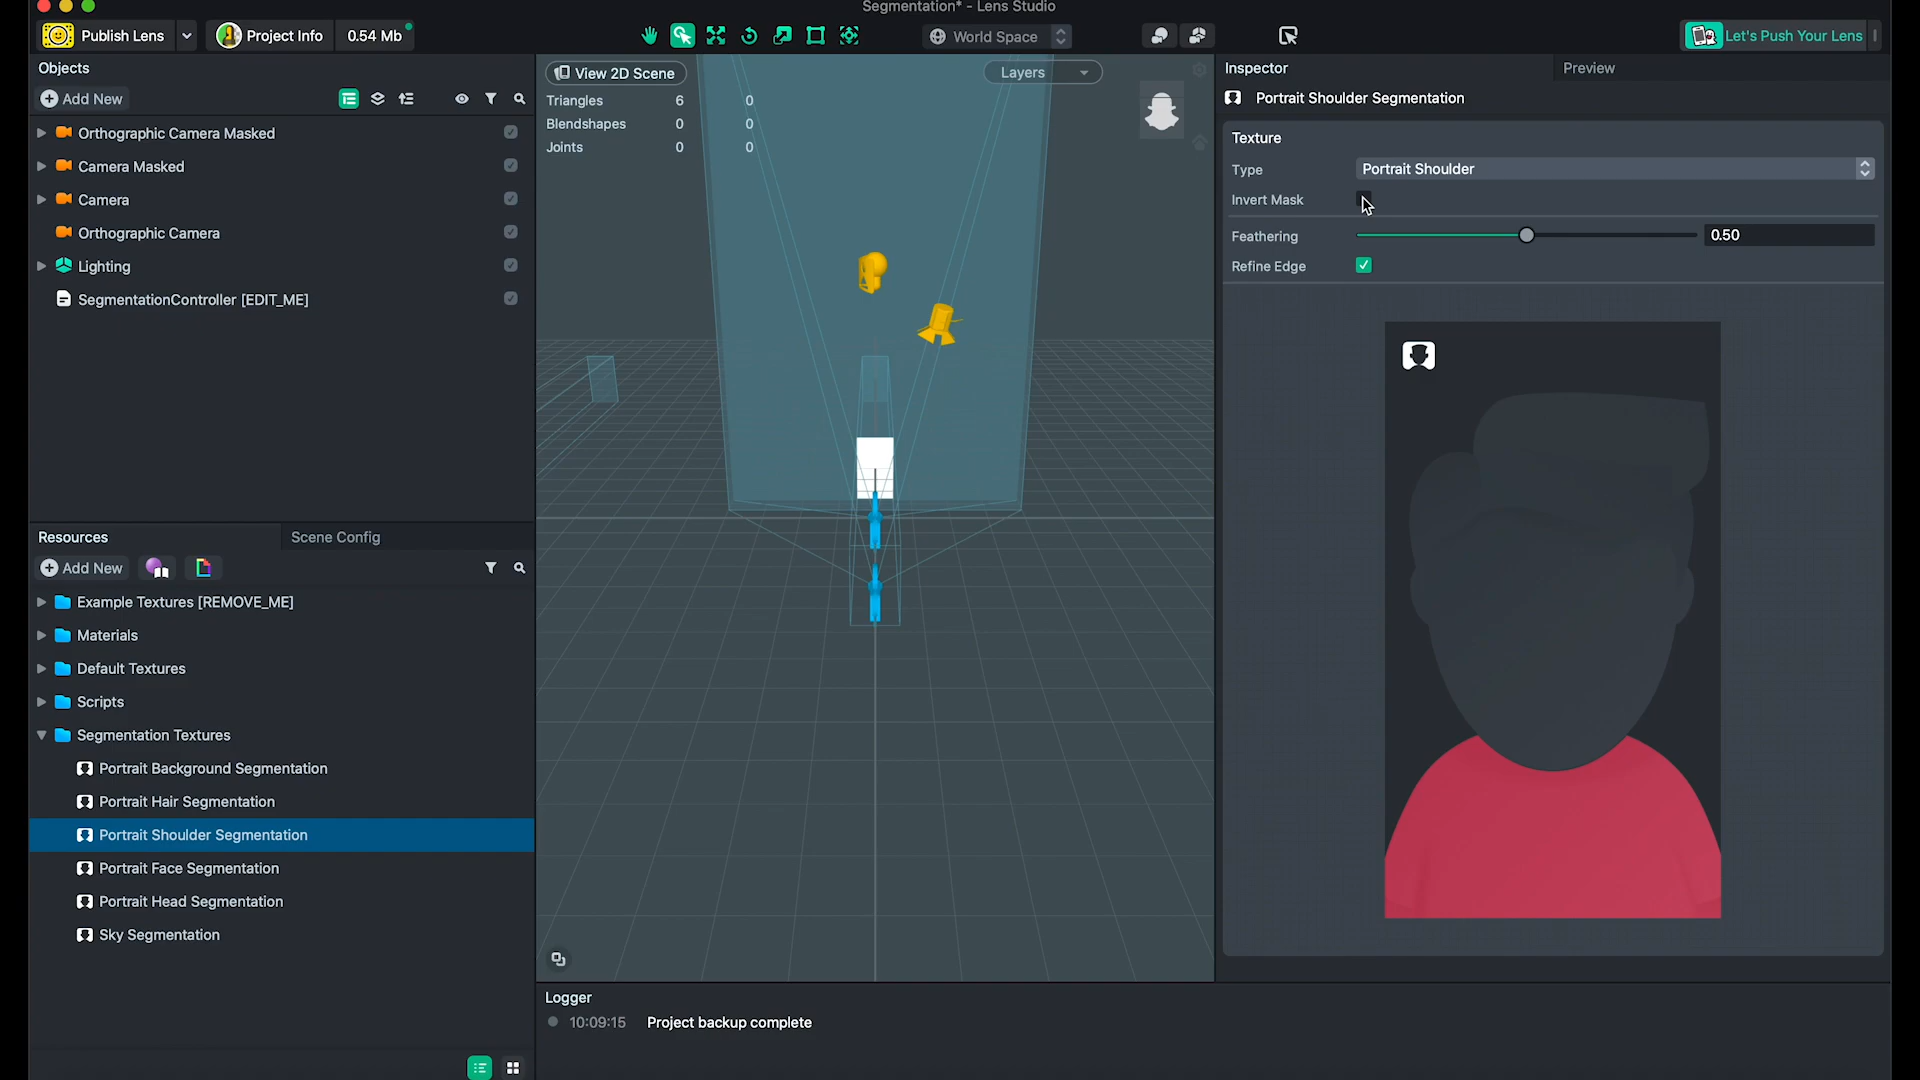 Segmentation* - Lens Studio
Publish Lens
Project Info
0.54 Mb
World Space
Let's Push Your Lens
Objects
Add New
Orthographic Camera Masked
Camera Masked
Camera
Orthographic Camera
Lighting
SegmentationController [EDIT_ME]
Resources
Scene Config
Add New
Example Textures [REMOVE_ME]
Materials
Default Textures
Scripts
Segmentation Textures
Portrait Background Segmentation
Portrait Hair Segmentation
Portrait Shoulder Segmentation
Portrait Face Segmentation
Portrait Head Segmentation
Sky Segmentation
View 2D Scene
Layers
Triangles 6 0
Blendshapes 0 0
Joints 0 0
Logger
10:09:15 Project backup complete
Inspector
Preview
Portrait Shoulder Segmentation
Texture
Type Portrait Shoulder
Invert Mask
Feathering 0.50
Refine Edge